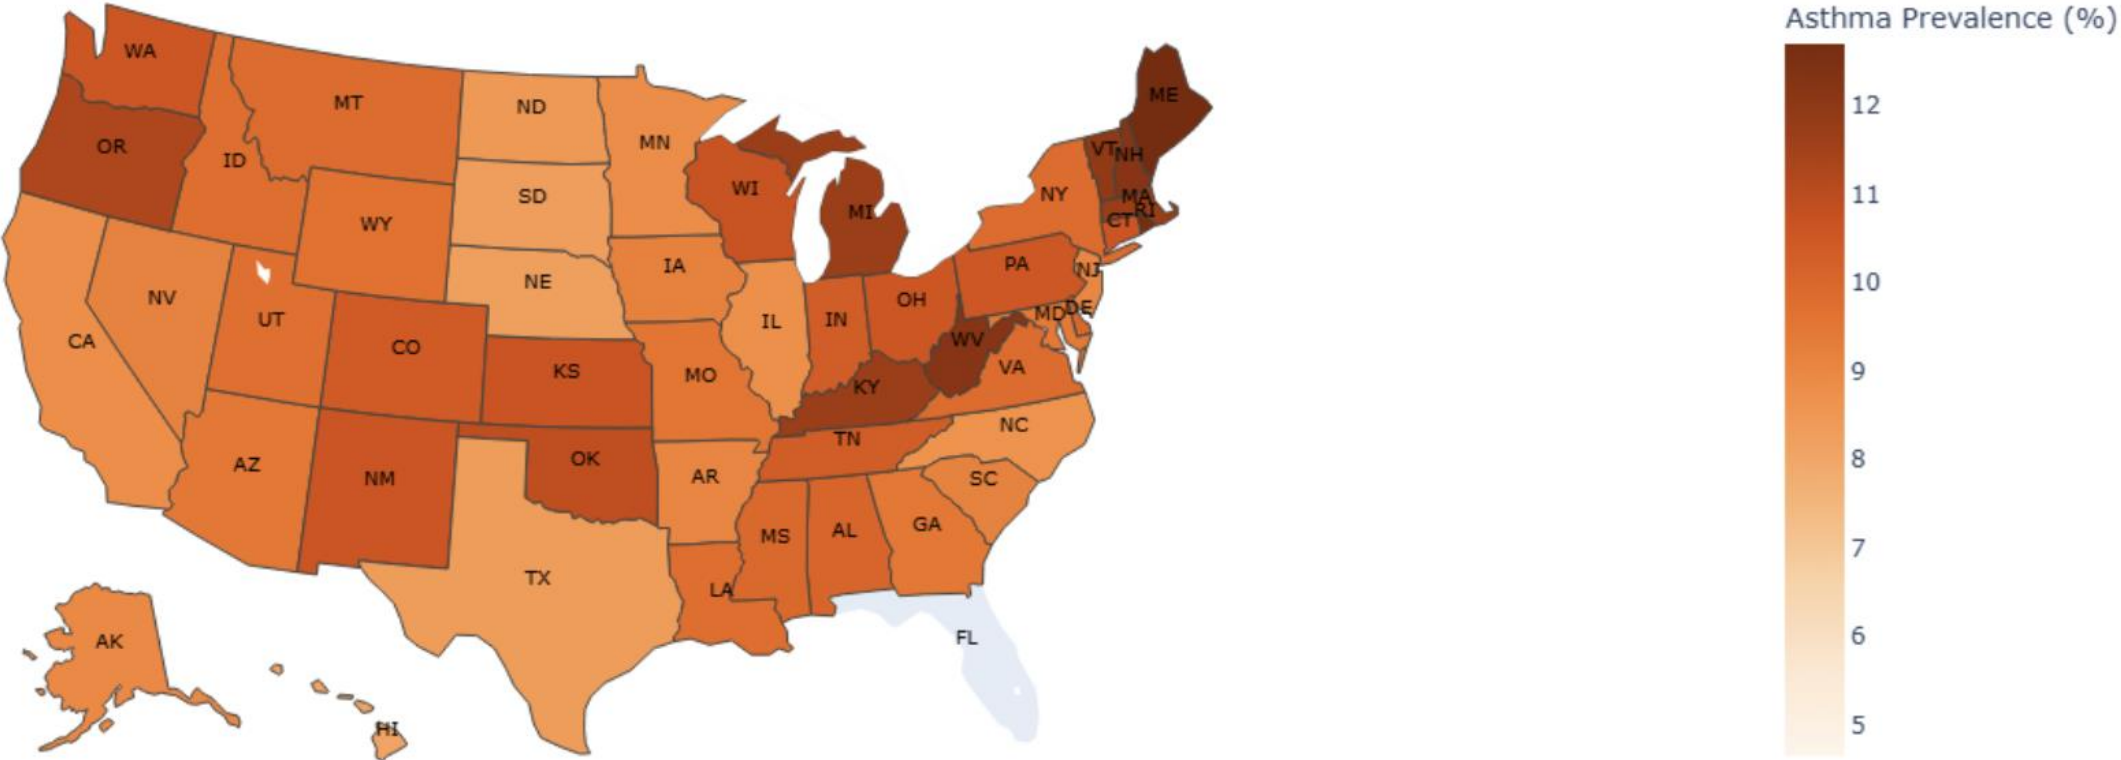 Asthma Prevalence (%)
12
11
10
9
8
7
6
5
WA
MT
ND
MN
ME
OR
ID
SD
WI
MI
VT
NH
NY
MA
RI
CT
WY
IA
PA
NJ
NV
UT
NE
IL
IN
OH
MD
DE
CA
CO
KS
MO
KY
WV
VA
TN
NC
AZ
NM
OK
AR
SC
MS
AL
GA
TX
LA
FL
AK
HI